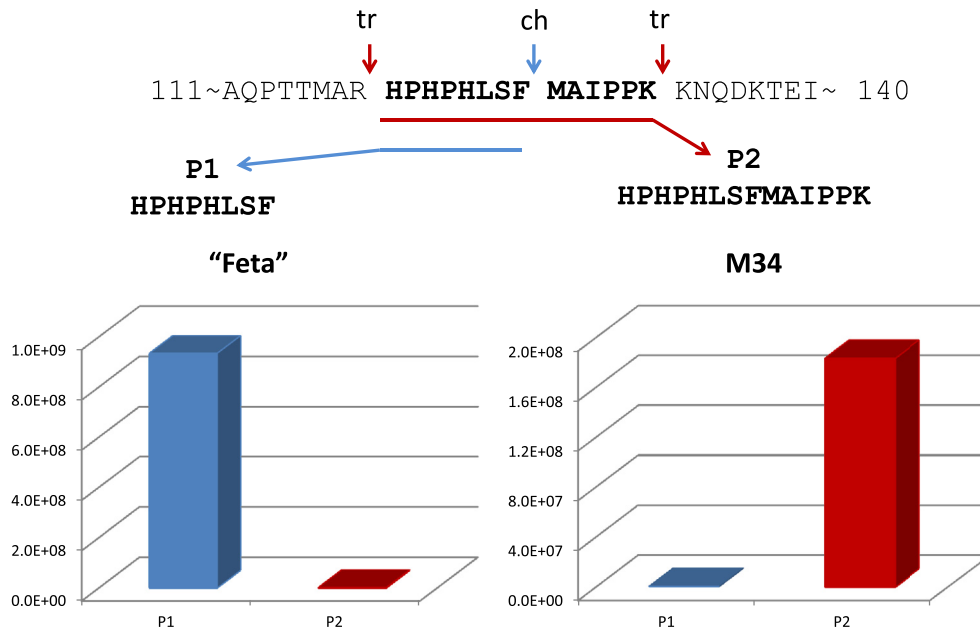 tr ch tr
111~AQPTTMAR HPHPHLSF MAIPPK KNQDKTEI~ 140
P1 P2
HPHPHLSF HPHPHLSFMAIPPK
“Feta” M34
1.0E+09 2.0E+08
8.0E+08 1.6E+08
6.0E+08 1.2E+08
4.0E+08 8.0E+07
2.0E+08 4.0E+07
0.0E+00 0.0E+00
P1 P2 P1 P2